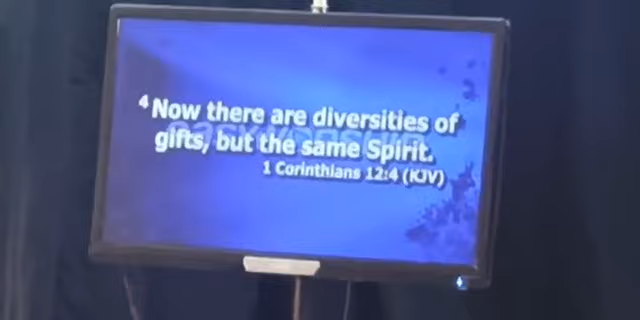 4 Now there are diversities of
gifts, but the same Spirit.
1 Corinthians 12:4 (KJV)